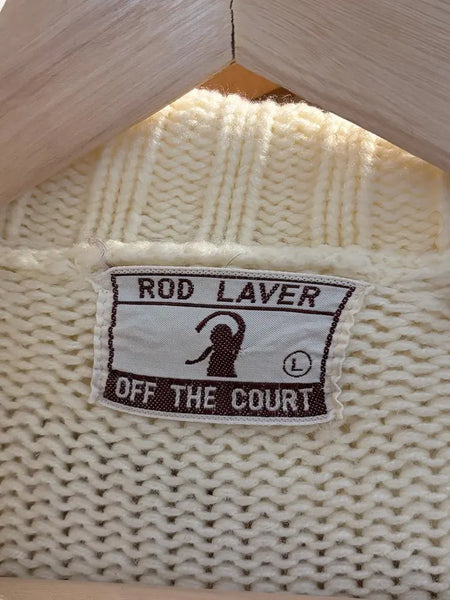 ROD LAVER
L
OFF THE COURT